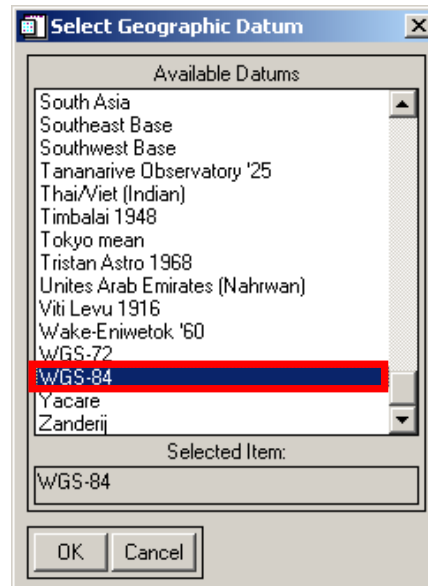 Select Geographic Datum
Available Datums
South Asia
Southeast Base
Southwest Base
Tananarive Observatory '25
Thai/Viet (Indian)
Timbalai 1948
Tokyo mean
Tristan Astro 1968
Unites Arab Emirates (Nahrwan)
Viti Levu 1916
Wake-Eniwetok '60
WGS-72
WGS-84
Yacare
Zanderij
Selected Item:
WGS-84
OK Cancel